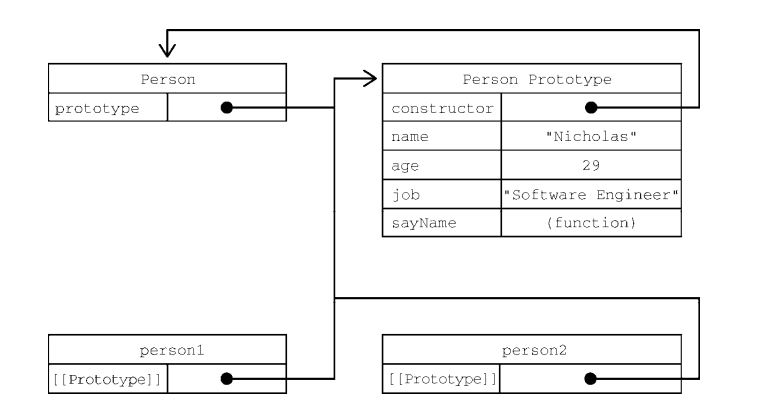 Person
prototype
Person Prototype
constructor
name "Nicholas"
age 29
job "Software Engineer"
sayName (function)
person1
[[Prototype]]
person2
[[Prototype]]